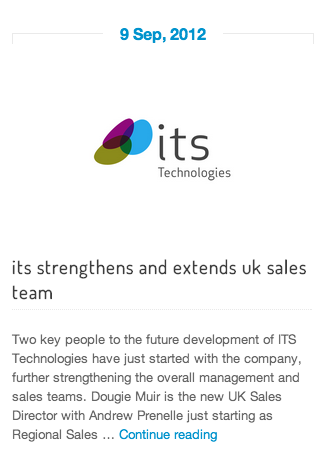 9 Sep, 2012
its
Technologies
its strengthens and extends uk sales
team
Two key people to the future development of ITS
Technologies have just started with the company,
further strengthening the overall management and
sales teams. Dougie Muir is the new UK Sales
Director with Andrew Prenelle just starting as
Regional Sales … Continue reading